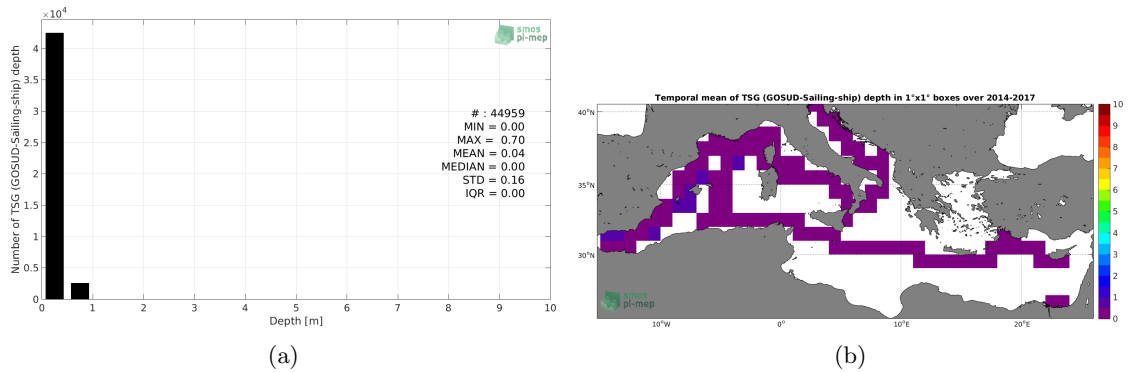 ×10⁴
4
3.5
3
2.5
2
1.5
1
0.5
0
Number of TSG (GOSUD-Sailing-ship) depth
smos
pi-mep
# : 44959
MIN = 0.00
MAX = 0.70
MEAN = 0.04
MEDIAN = 0.00
STD = 0.16
IQR = 0.00
0 1 2 3 4 5 6 7 8 9 10
Depth [m]
(a)
Temporal mean of TSG (GOSUD-Sailing-ship) depth in 1°x1° boxes over 2014-2017
40°N
35°N
30°N
10°W 0° 10°E 20°E
smos
pi-mep
10
9
8
7
6
5
4
3
2
1
0
(b)